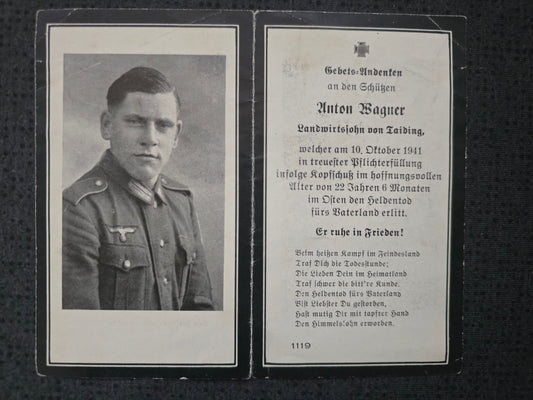 Gebets-Andenken
an den Schützen
Anton Wagner
Landwirtssohn von Taiding,
welcher am 10. Oktober 1941
in treuester Pflichterfüllung
infolge Kopfschuß im hoffnungsvollen
Alter von 22 Jahren 6 Monaten
im Osten den Heldentod
fürs Vaterland erlitt.
Er ruhe in Frieden!
Beim heißen Kampf im Feindesland
Traf Dich die Todesstunde;
Die Lieben Dein im Heimatland
Traf schwer die bitt're Kunde.
Den Heldentod fürs Vaterland
Bist Liebster Du gestorben,
Hast mutig Dir mit tapfrer Hand
Den Himmelslohn erworben.
1119